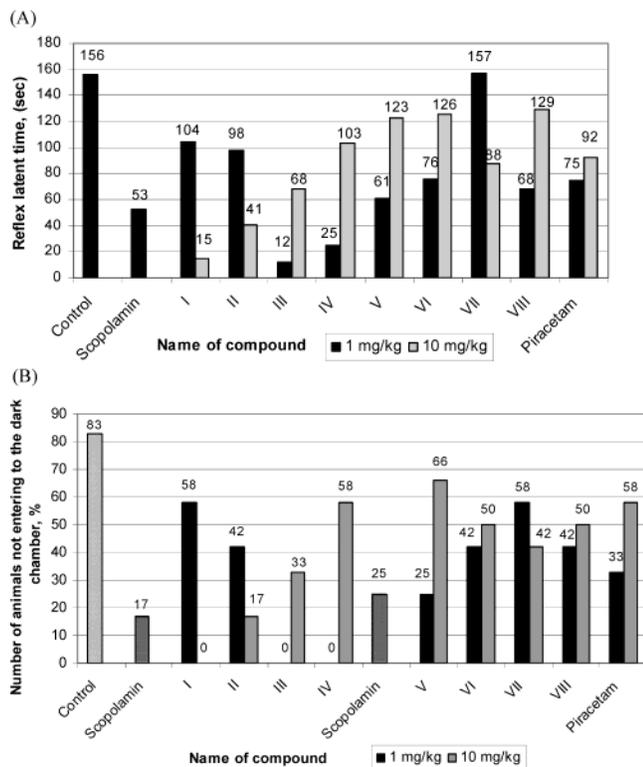 (A)
Reflex latent time, (sec)
180
160
140
120
100
80
60
40
20
0
156
53
104
15
98
41
12
68
25
103
61
123
76
126
157
88
68
129
75
92
Control
Scopolamin
I
II
III
IV
V
VI
VII
VIII
Piracetam
Name of compound
1 mg/kg 10 mg/kg
(B)
Number of animals not entering to the dark
chamber, %
90
80
70
60
50
40
30
20
10
0
83
17
58
0
42
17
0
33
0
58
25
25
66
42
50
58
42
42
50
33
58
Control
Scopolamin
I
II
III
IV
Scopolamin
V
VI
VII
VIII
Piracetam
Name of compound
1 mg/kg 10 mg/kg